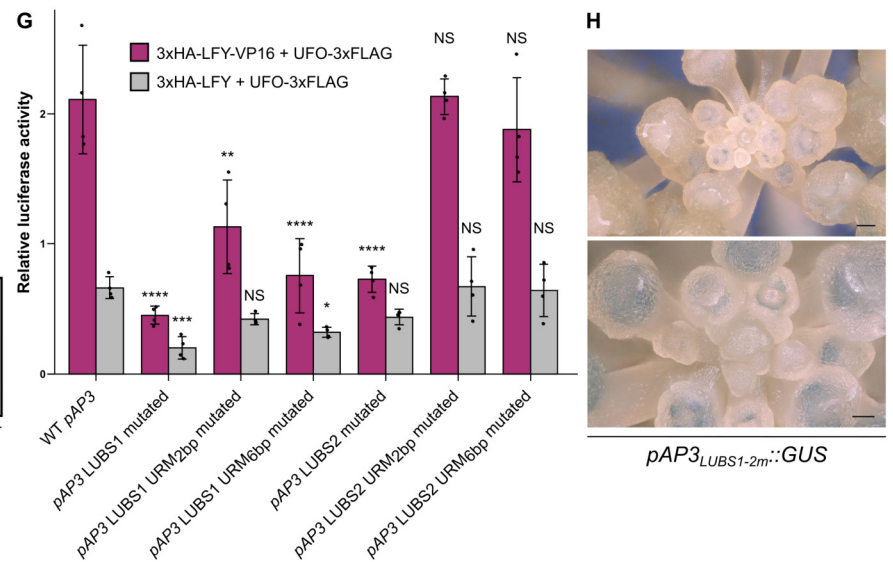 G
H
3xHA-LFY-VP16 + UFO-3xFLAG
3xHA-LFY + UFO-3xFLAG
Relative luciferase activity
2
1
0
****
***
**
NS
****
*
****
NS
NS
NS
NS
NS
WT pAP3
pAP3 LUBS1 mutated
pAP3 LUBS1 URM2bp mutated
pAP3 LUBS1 URM6bp mutated
pAP3 LUBS2 mutated
pAP3 LUBS2 URM2bp mutated
pAP3 LUBS2 URM6bp mutated
pAP3LUBS1-2m::GUS